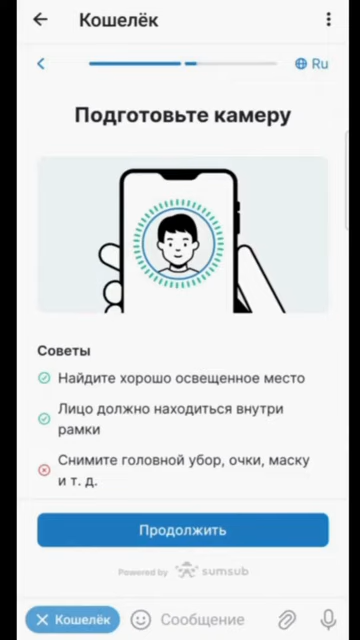 Кошелёк
Ru
Подготовьте камеру
Советы
Найдите хорошо освещенное место
Лицо должно находиться внутри
рамки
Снимите головной убор, очки, маску
и т. д.
Продолжить
Powered by sumsub
Кошелёк
Сообщение